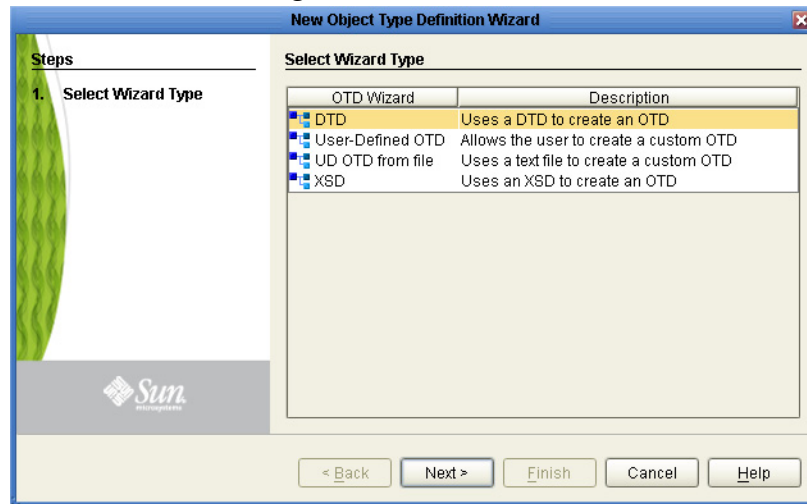 New Object Type Definition Wizard
Steps
1. Select Wizard Type
Select Wizard Type
OTD Wizard Description
DTD Uses a DTD to create an OTD
User-Defined OTD Allows the user to create a custom OTD
UD OTD from file Uses a text file to create a custom OTD
XSD Uses an XSD to create an OTD
Sun
microsystems
< Back Next > Finish Cancel Help